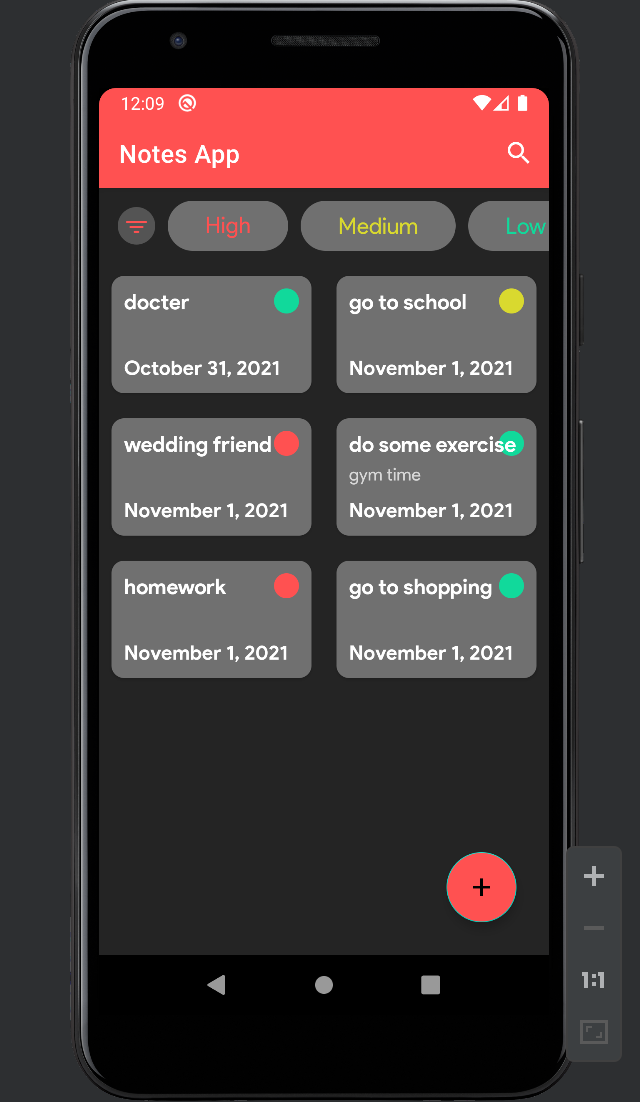 12:09
Notes App
High Medium Low
docter
October 31, 2021
go to school
November 1, 2021
wedding friend
November 1, 2021
do some exercise
gym time
November 1, 2021
homework
November 1, 2021
go to shopping
November 1, 2021
+
1:1